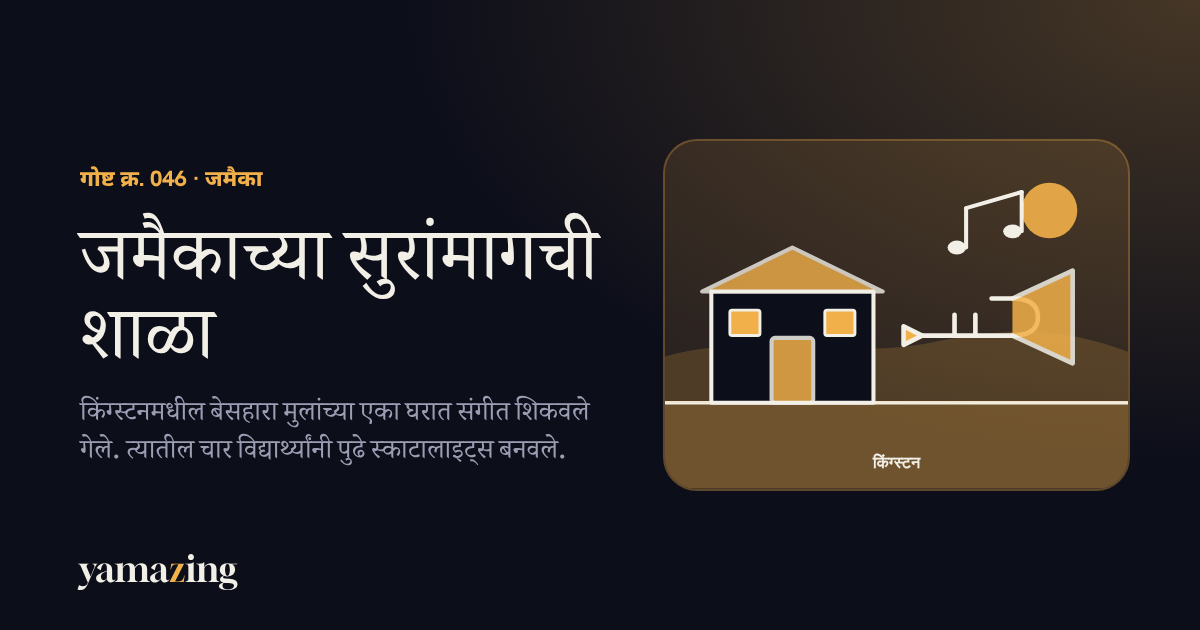 गोष्ट क्र. 046 · जमैका
जमैकाच्या सुरांमागची
शाळा
किंग्स्टनमधील बेसहारा मुलांच्या एका घरात संगीत शिकवले
गेले. त्यातील चार विद्यार्थ्यांनी पुढे स्काटालाइट्स बनवले.
किंग्स्टन
yamazing